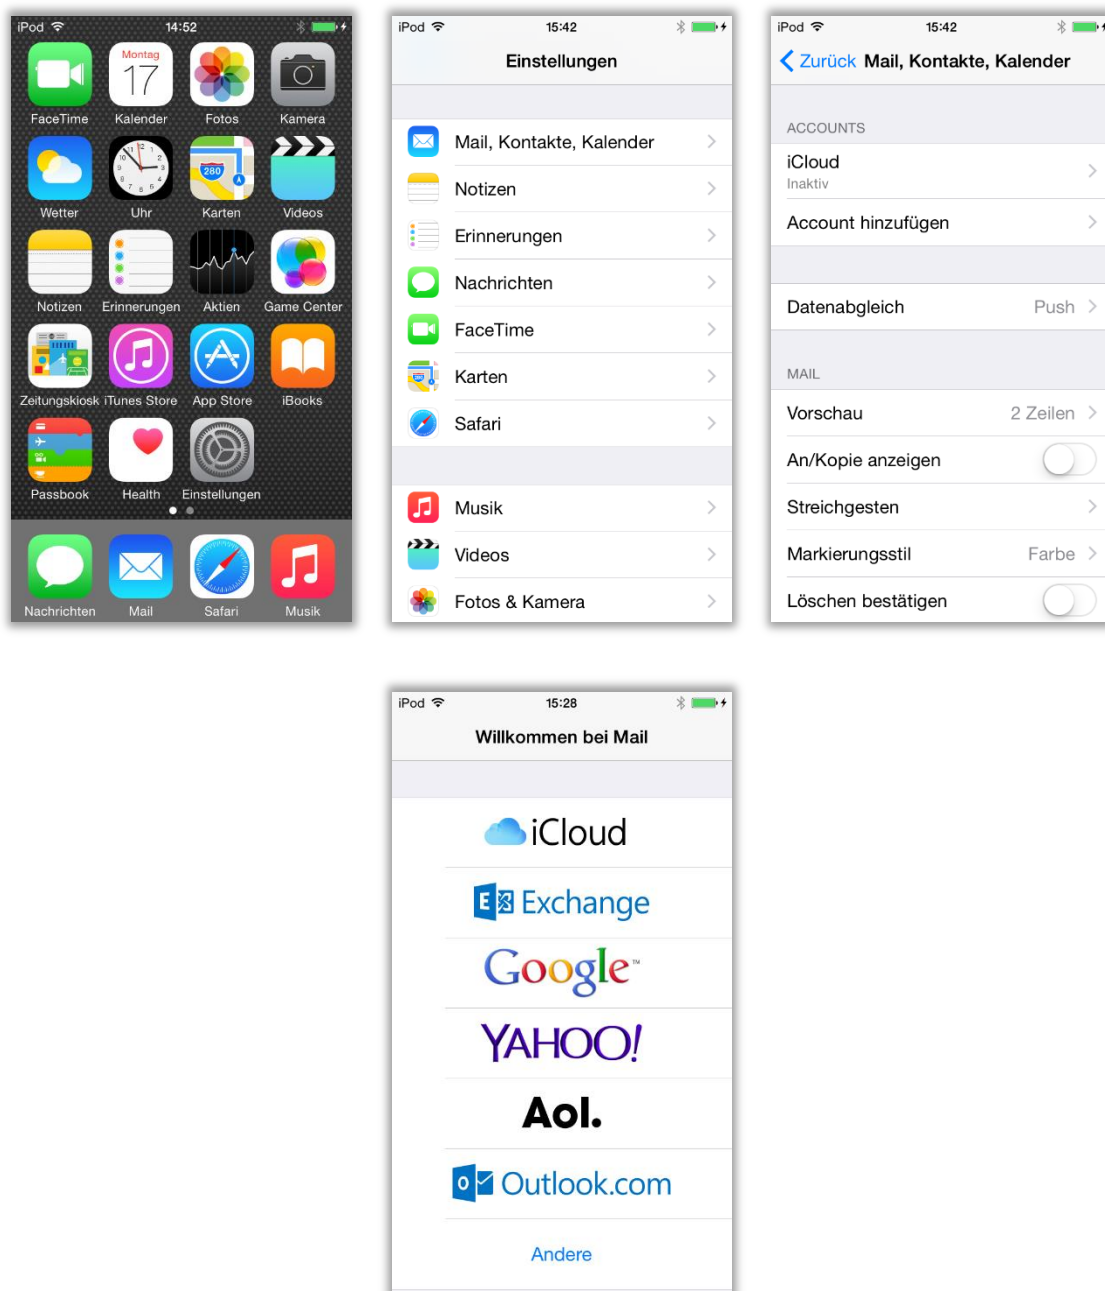 iPod 14:52
Montag
17
FaceTime Kalender Fotos Kamera
280
Wetter Uhr Karten Videos
Notizen Erinnerungen Aktien Game Center
Zeitungskiosk iTunes Store App Store iBooks
Passbook Health Einstellungen
Nachrichten Mail Safari Musik
iPod 15:42
Einstellungen
Mail, Kontakte, Kalender
Notizen
Erinnerungen
Nachrichten
FaceTime
Karten
Safari
Musik
Videos
Fotos & Kamera
iPod 15:42
Zurück Mail, Kontakte, Kalender
ACCOUNTS
iCloud
Inaktiv
Account hinzufügen
Datenabgleich Push
MAIL
Vorschau 2 Zeilen
An/Kopie anzeigen
Streichgesten
Markierungsstil Farbe
Löschen bestätigen
iPod 15:28
Willkommen bei Mail
iCloud
E Exchange
Google™
YAHOO!
Aol.
o Outlook.com
Andere